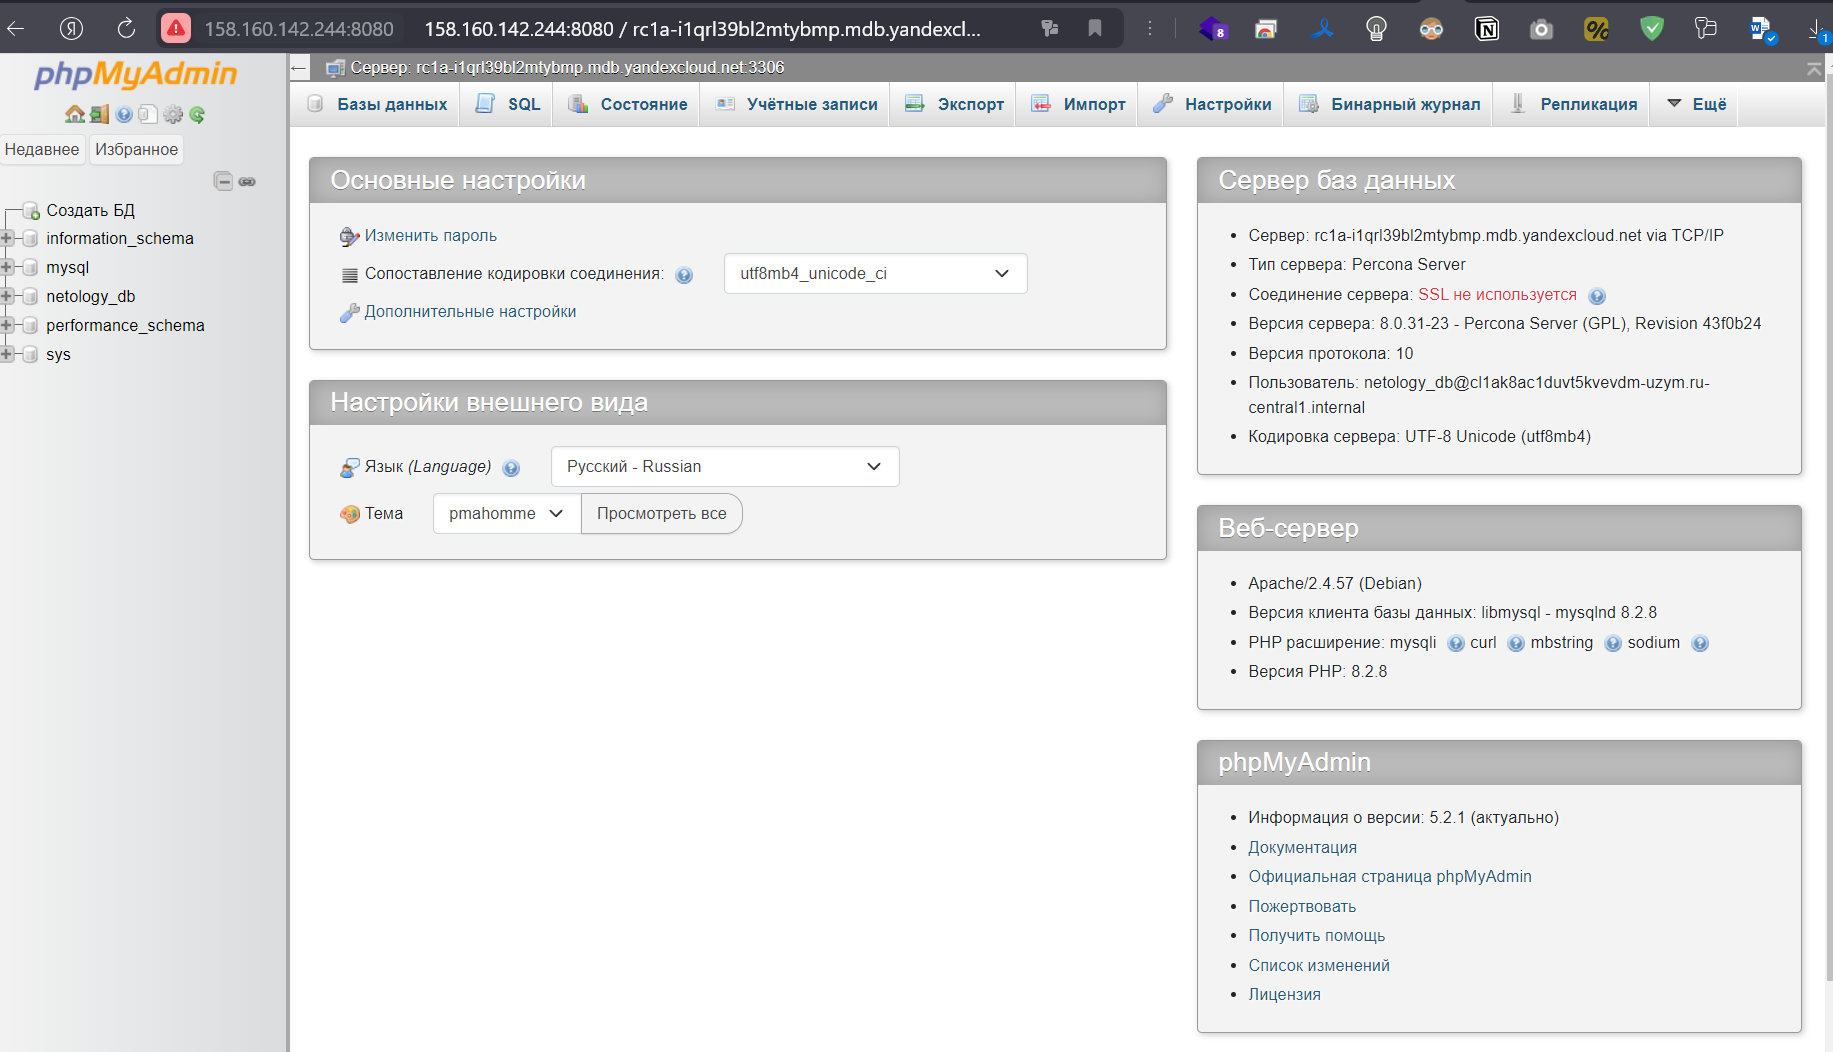 158.160.142.244:8080 158.160.142.244:8080 / rc1a-i1qrl39bl2mtybmp.mdb.yandexcl...
8
1
phpMyAdmin
Недавнее Избранное
Создать БД
information_schema
mysql
netology_db
performance_schema
sys
Сервер: rc1a-i1qrl39bl2mtybmp.mdb.yandexcloud.net:3306
Базы данных SQL Состояние Учётные записи Экспорт Импорт Настройки Бинарный журнал Репликация Ещё
Основные настройки
Изменить пароль
Сопоставление кодировки соединения: utf8mb4_unicode_ci
Дополнительные настройки
Настройки внешнего вида
Язык (Language) Русский - Russian
Тема pmahomme Просмотреть все
Сервер баз данных
Сервер: rc1a-i1qrl39bl2mtybmp.mdb.yandexcloud.net via TCP/IP
Тип сервера: Percona Server
Соединение сервера: SSL не используется
Версия сервера: 8.0.31-23 - Percona Server (GPL), Revision 43f0b24
Версия протокола: 10
Пользователь: netology_db@cl1ak8ac1duvt5kvevdm-uzym.ru-
central1.internal
Кодировка сервера: UTF-8 Unicode (utf8mb4)
Веб-сервер
Apache/2.4.57 (Debian)
Версия клиента базы данных: libmysql - mysqlnd 8.2.8
PHP расширение: mysqli curl mbstring sodium
Версия PHP: 8.2.8
phpMyAdmin
Информация о версии: 5.2.1 (актуально)
Документация
Официальная страница phpMyAdmin
Пожертвовать
Получить помощь
Список изменений
Лицензия